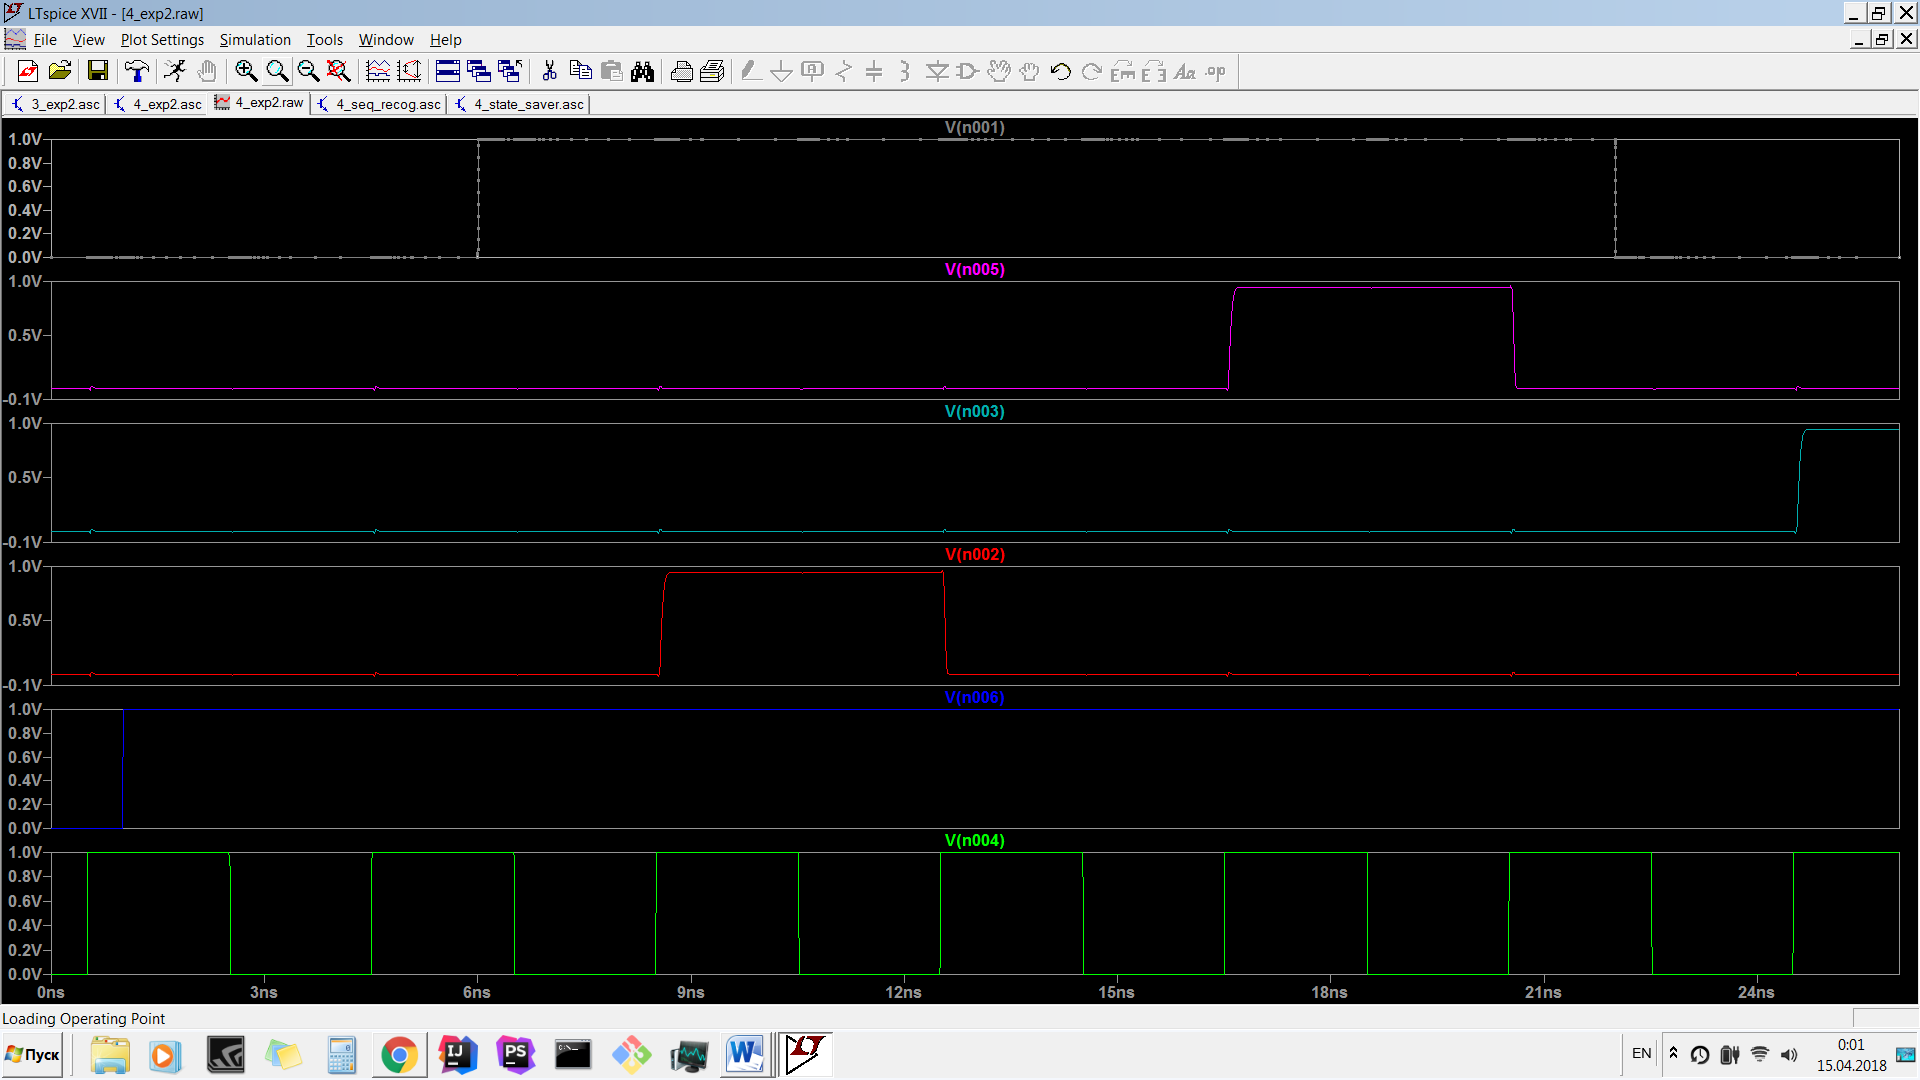 LTspice XVII - [4_exp2.raw]
File View Plot Settings Simulation Tools Window Help
3_exp2.asc 4_exp2.asc 4_exp2.raw 4_seq_recog.asc 4_state_saver.asc
V(n001)
1.0V
0.8V
0.6V
0.4V
0.2V
0.0V
V(n005)
1.0V
0.5V
-0.1V
V(n003)
1.0V
0.5V
-0.1V
V(n002)
1.0V
0.5V
-0.1V
V(n006)
1.0V
0.8V
0.6V
0.4V
0.2V
0.0V
V(n004)
1.0V
0.8V
0.6V
0.4V
0.2V
0.0V
0ns 3ns 6ns 9ns 12ns 15ns 18ns 21ns 24ns
Loading Operating Point
Пуск
IJ
PS
W
EN
0:01
15.04.2018